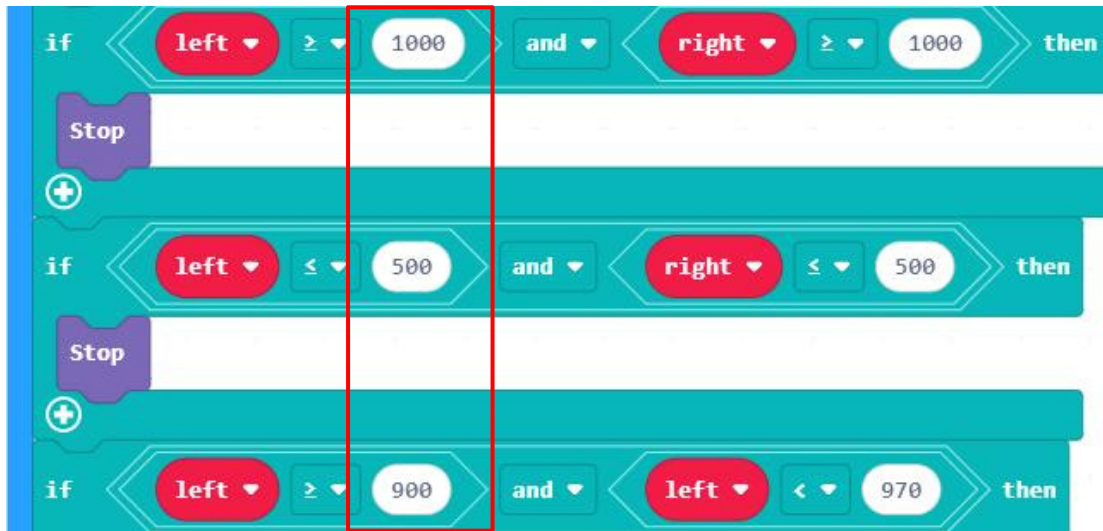 if left ≥ 1000 and right ≥ 1000 then
Stop
if left ≤ 500 and right ≤ 500 then
Stop
if left ≥ 900 and left < 970 then